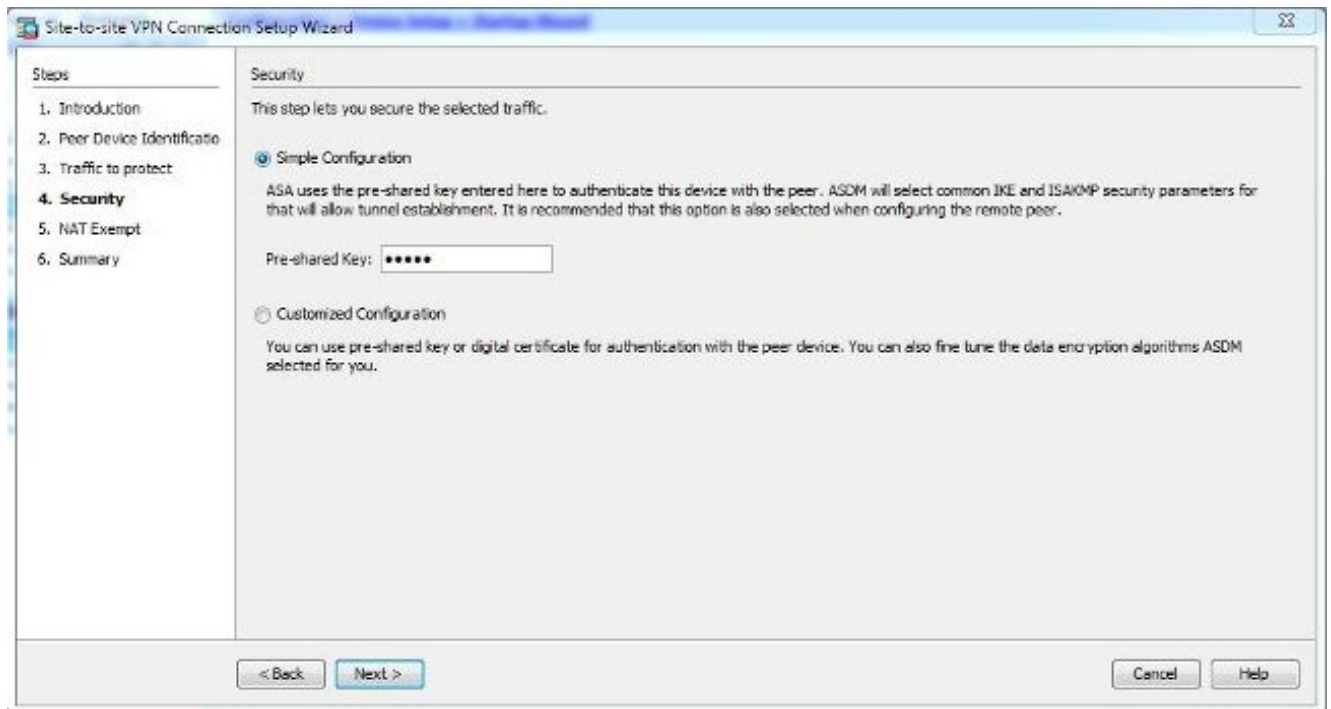 Site-to-site VPN Connection Setup Wizard
Steps
1. Introduction
2. Peer Device Identificatio
3. Traffic to protect
4. Security
5. NAT Exempt
6. Summary
Security
This step lets you secure the selected traffic.
Simple Configuration
ASA uses the pre-shared key entered here to authenticate this device with the peer. ASDM will select common IKE and ISAKMP security parameters for
that will allow tunnel establishment. It is recommended that this option is also selected when configuring the remote peer.
Pre-shared Key: •••••
Customized Configuration
You can use pre-shared key or digital certificate for authentication with the peer device. You can also fine tune the data encryption algorithms ASDM
selected for you.
< Back Next > Cancel Help